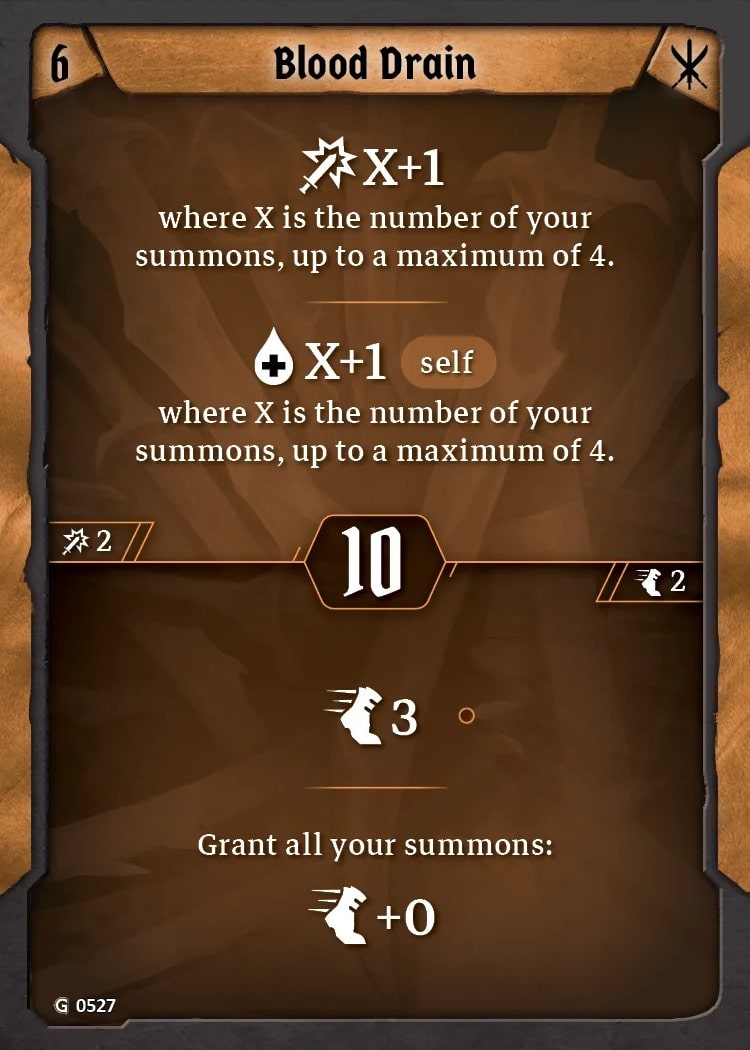 6
Blood Drain
X+1
where X is the number of your
summons, up to a maximum of 4.
X+1 self
where X is the number of your
summons, up to a maximum of 4.
2
10
2
3
Grant all your summons:
+0
G 0527